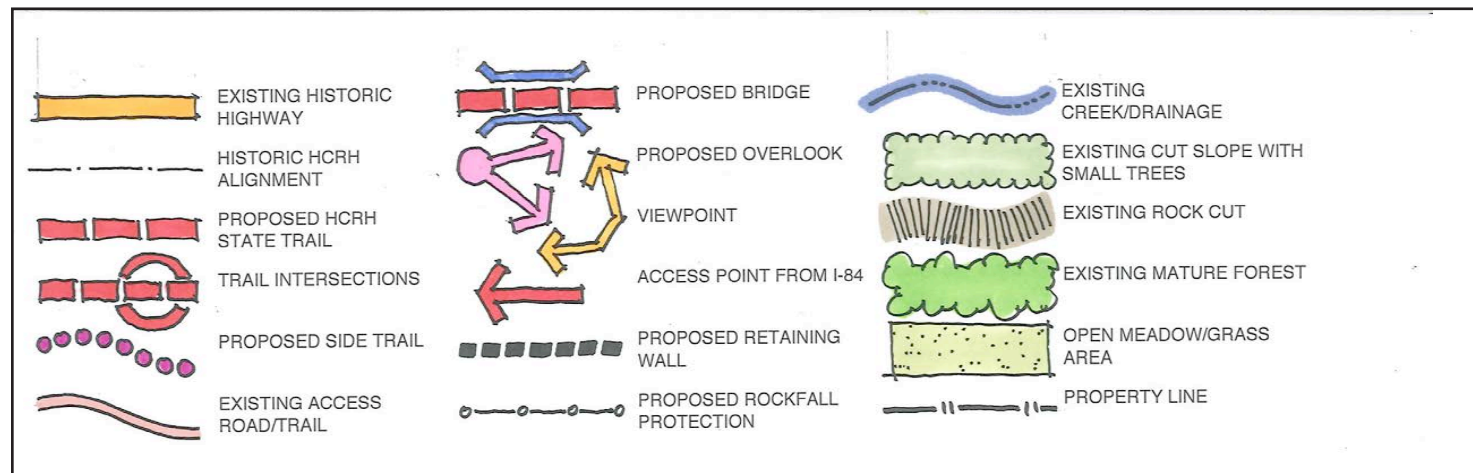 EXISTING HISTORIC
HIGHWAY
HISTORIC HCRH
ALIGNMENT
PROPOSED HCRH
STATE TRAIL
TRAIL INTERSECTIONS
PROPOSED SIDE TRAIL
EXISTING ACCESS
ROAD/TRAIL
PROPOSED BRIDGE
PROPOSED OVERLOOK
VIEWPOINT
ACCESS POINT FROM I-84
PROPOSED RETAINING
WALL
PROPOSED ROCKFALL
PROTECTION
EXISTING
CREEK/DRAINAGE
EXISTING CUT SLOPE WITH
SMALL TREES
EXISTING ROCK CUT
EXISTING MATURE FOREST
OPEN MEADOW/GRASS
AREA
PROPERTY LINE